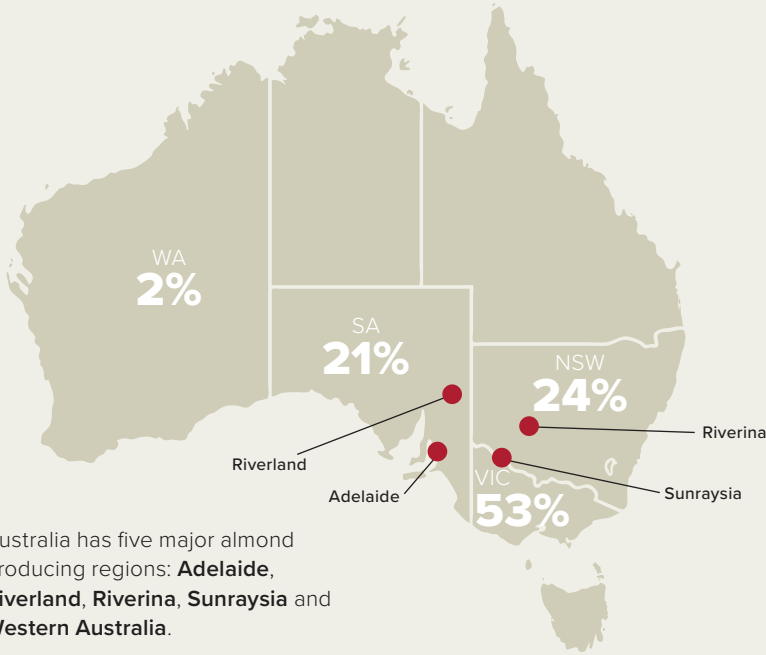 WA
2%
SA
21%
NSW
24%
Riverina
Riverland
VIC
Sunraysia
Adelaide
53%
ustralia has five major almond
roducing regions: Adelaide,
iverland, Riverina, Sunraysia and
estern Australia.